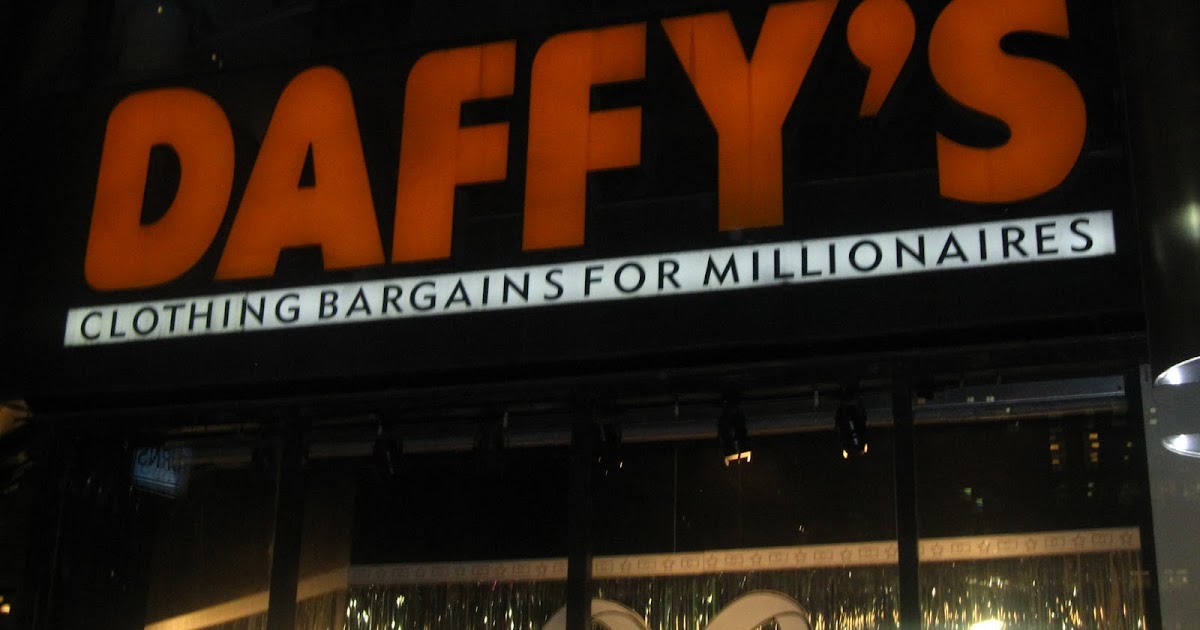 DAFFY'S
CLOTHING BARGAINS FOR MILLIONAIRES